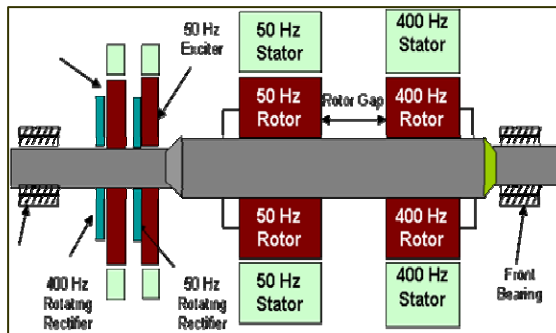 50 Hz
Exciter
50 Hz
Stator
400 Hz
Stator
50 Hz
Rotor
Rotor Gap
400 Hz
Rotor
50 Hz
Rotor
400 Hz
Rotor
400 Hz
Rotating
Rectifier
50 Hz
Rotating
Rectifier
50 Hz
Stator
400 Hz
Stator
Front
Bearing